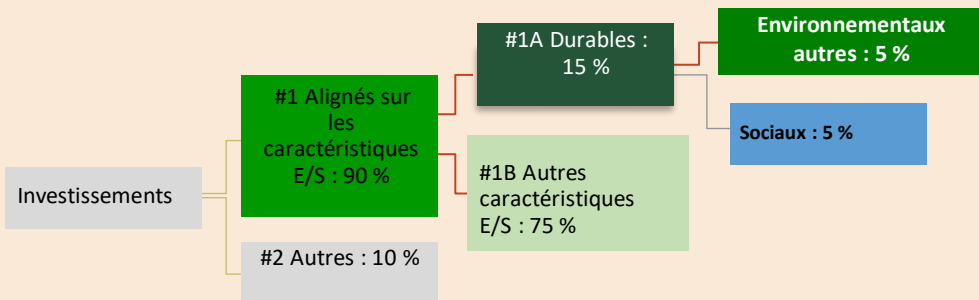 Investissements
#1 Alignés sur
les
caractéristiques
E/S : 90 %
#2 Autres : 10 %
#1A Durables :
15 %
#1B Autres
caractéristiques
E/S : 75 %
Environnementaux
autres : 5 %
Sociaux : 5 %